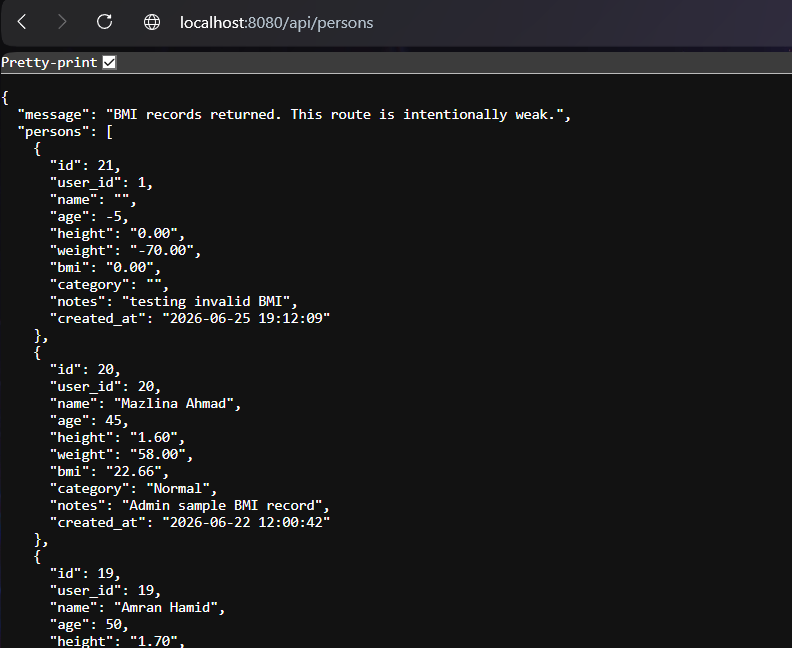 localhost:8080/api/persons
Pretty-print
{
  "message": "BMI records returned. This route is intentionally weak.",
  "persons": [
    {
      "id": 21,
      "user_id": 1,
      "name": "",
      "age": -5,
      "height": "0.00",
      "weight": "-70.00",
      "bmi": "0.00",
      "category": "",
      "notes": "testing invalid BMI",
      "created_at": "2026-06-25 19:12:09"
    },
    {
      "id": 20,
      "user_id": 20,
      "name": "Mazlina Ahmad",
      "age": 45,
      "height": "1.60",
      "weight": "58.00",
      "bmi": "22.66",
      "category": "Normal",
      "notes": "Admin sample BMI record",
      "created_at": "2026-06-22 12:00:42"
    },
    {
      "id": 19,
      "user_id": 19,
      "name": "Amran Hamid",
      "age": 50,
      "height": "1.70",